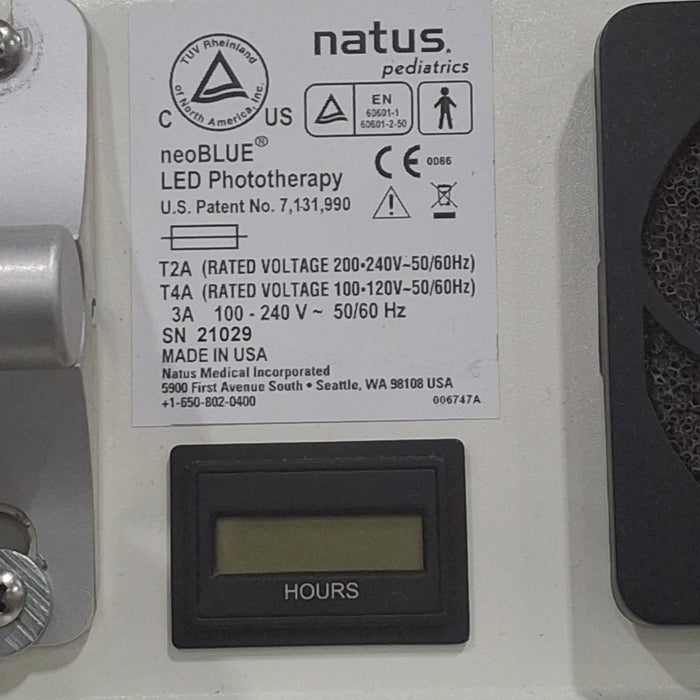 TUV Rheinland
of North America, Inc.
C US
natus.
pediatrics
EN
60601-1
60601-2-50
neoBLUE®
LED Phototherapy
U.S. Patent No. 7,131,990
CE 0086
T2A (RATED VOLTAGE 200-240V~50/60Hz)
T4A (RATED VOLTAGE 100-120V~50/60Hz)
3A 100 - 240 V ~ 50/60 Hz
SN 21029
MADE IN USA
Natus Medical Incorporated
5900 First Avenue South • Seattle, WA 98108 USA
+1-650-802-0400 006747A
HOURS